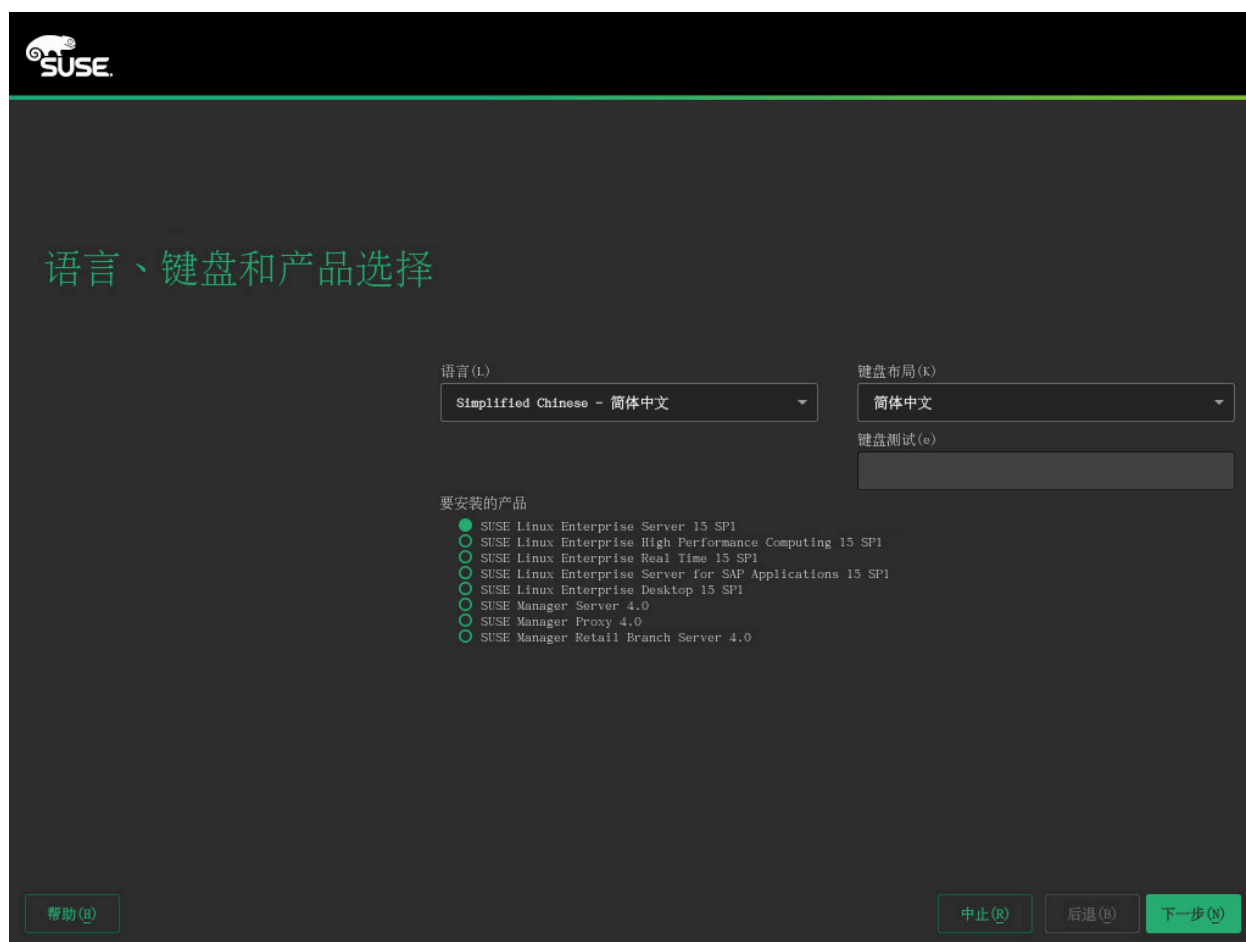 SUSE.
语言、键盘和产品选择
语言(L)
键盘布局(K)
Simplified Chinese - 简体中文
简体中文
键盘测试(e)
要安装的产品
SUSE Linux Enterprise Server 15 SP1
SUSE Linux Enterprise High Performance Computing 15 SP1
SUSE Linux Enterprise Real Time 15 SP1
SUSE Linux Enterprise Server for SAP Applications 15 SP1
SUSE Linux Enterprise Desktop 15 SP1
SUSE Manager Server 4.0
SUSE Manager Proxy 4.0
SUSE Manager Retail Branch Server 4.0
帮助(H)
中止(R)
后退(B)
下一步(N)